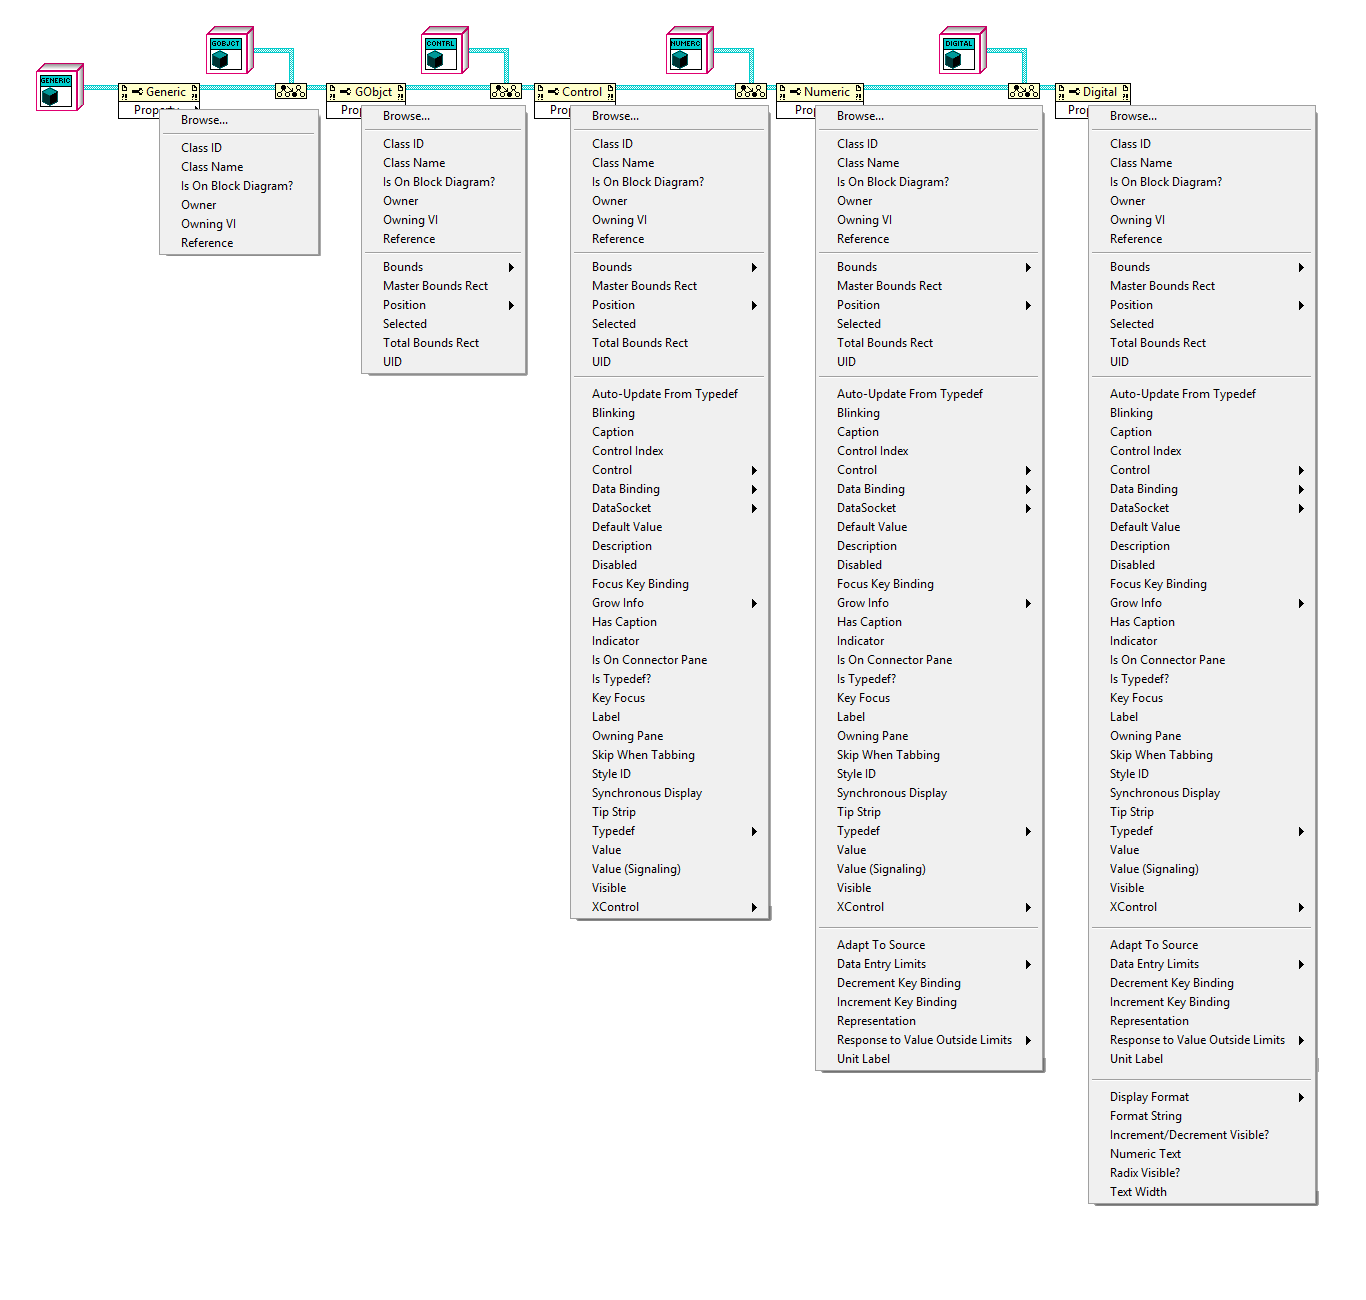 GENERIC
GOBJCT
CONTRL
NUMERC
DIGITAL
Generic
GObjct
Control
Numeric
Digital
Browse...
Class ID
Class Name
Is On Block Diagram?
Owner
Owning VI
Reference
Browse...
Class ID
Class Name
Is On Block Diagram?
Owner
Owning VI
Reference
Bounds
Master Bounds Rect
Position
Selected
Total Bounds Rect
UID
Browse...
Class ID
Class Name
Is On Block Diagram?
Owner
Owning VI
Reference
Bounds
Master Bounds Rect
Position
Selected
Total Bounds Rect
UID
Auto-Update From Typedef
Blinking
Caption
Control Index
Control
Data Binding
DataSocket
Default Value
Description
Disabled
Focus Key Binding
Grow Info
Has Caption
Indicator
Is On Connector Pane
Is Typedef?
Key Focus
Label
Owning Pane
Skip When Tabbing
Style ID
Synchronous Display
Tip Strip
Typedef
Value
Value (Signaling)
Visible
XControl
Browse...
Class ID
Class Name
Is On Block Diagram?
Owner
Owning VI
Reference
Bounds
Master Bounds Rect
Position
Selected
Total Bounds Rect
UID
Auto-Update From Typedef
Blinking
Caption
Control Index
Control
Data Binding
DataSocket
Default Value
Description
Disabled
Focus Key Binding
Grow Info
Has Caption
Indicator
Is On Connector Pane
Is Typedef?
Key Focus
Label
Owning Pane
Skip When Tabbing
Style ID
Synchronous Display
Tip Strip
Typedef
Value
Value (Signaling)
Visible
XControl
Adapt To Source
Data Entry Limits
Decrement Key Binding
Increment Key Binding
Representation
Response to Value Outside Limits
Unit Label
Browse...
Class ID
Class Name
Is On Block Diagram?
Owner
Owning VI
Reference
Bounds
Master Bounds Rect
Position
Selected
Total Bounds Rect
UID
Auto-Update From Typedef
Blinking
Caption
Control Index
Control
Data Binding
DataSocket
Default Value
Description
Disabled
Focus Key Binding
Grow Info
Has Caption
Indicator
Is On Connector Pane
Is Typedef?
Key Focus
Label
Owning Pane
Skip When Tabbing
Style ID
Synchronous Display
Tip Strip
Typedef
Value
Value (Signaling)
Visible
XControl
Adapt To Source
Data Entry Limits
Decrement Key Binding
Increment Key Binding
Representation
Response to Value Outside Limits
Unit Label
Display Format
Format String
Increment/Decrement Visible?
Numeric Text
Radix Visible?
Text Width